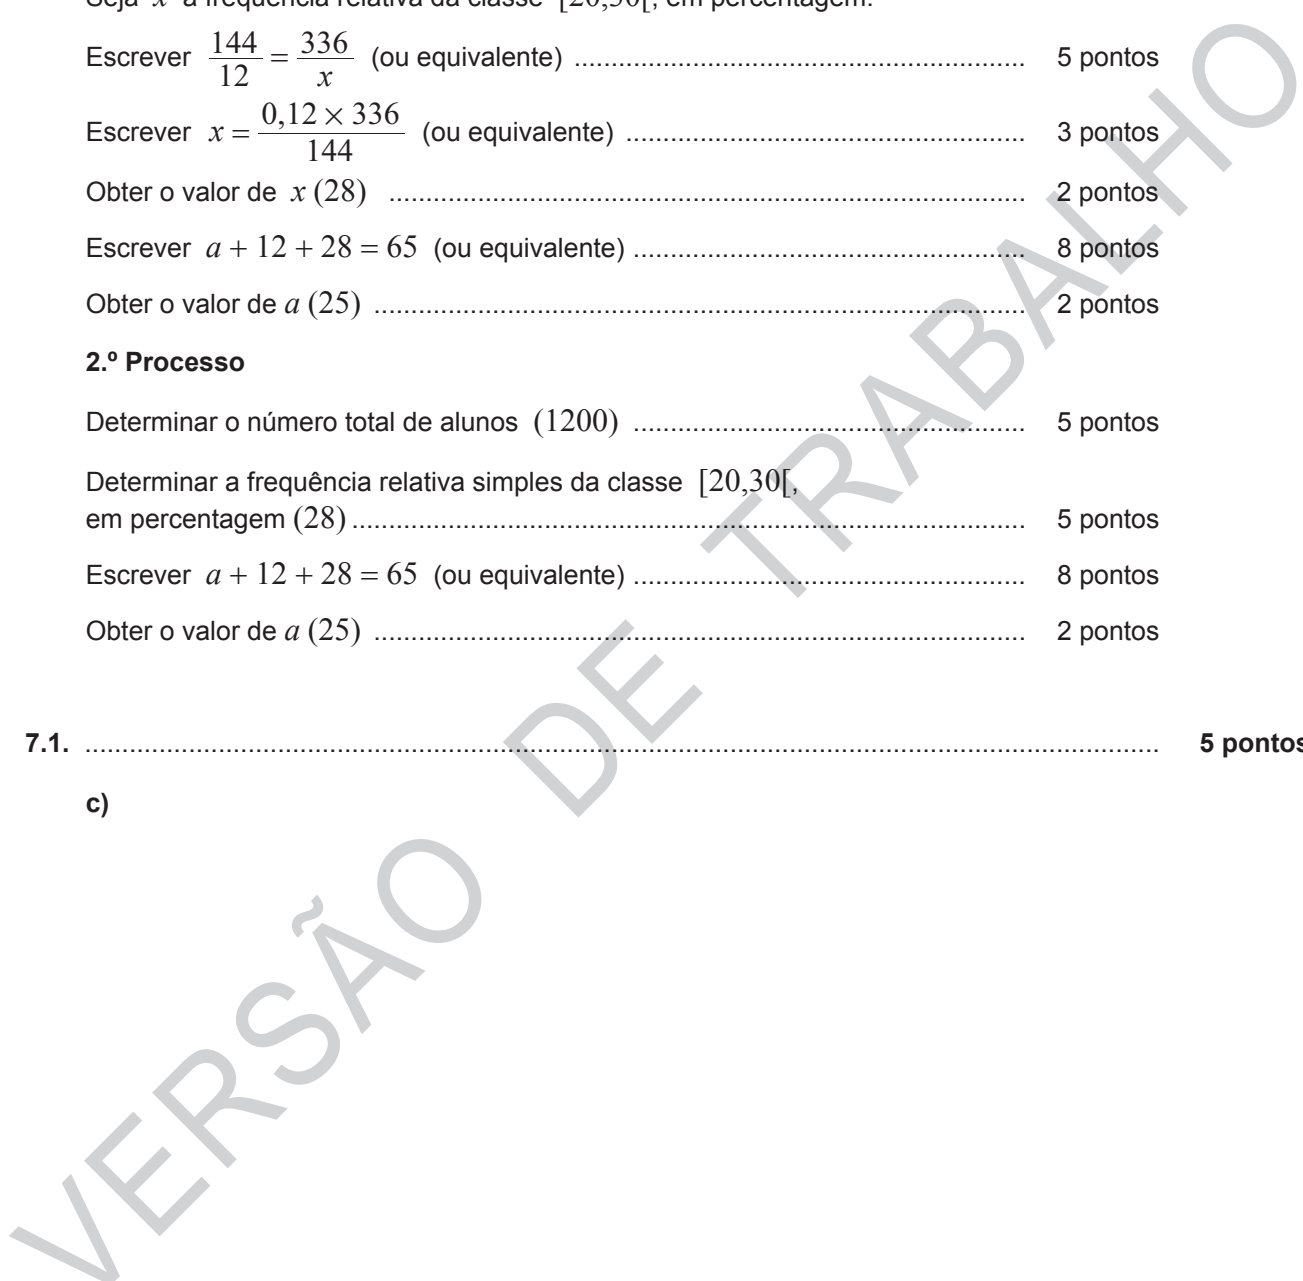 Seja x a frequência relativa da classe [20,30[, em percentagem.
Escrever 144/12 = 336/x (ou equivalente) ............................................................. 5 pontos
Escrever x = 0,12 × 336/144 (ou equivalente) ...................................................... 3 pontos
Obter o valor de x (28) ...................................................................................... 2 pontos
Escrever a + 12 + 28 = 65 (ou equivalente) ..................................................... 8 pontos
Obter o valor de a (25) ........................................................................................ 2 pontos
2.º Processo
Determinar o número total de alunos (1200) ..................................................... 5 pontos
Determinar a frequência relativa simples da classe [20,30[,
em percentagem (28) ........................................................................................... 5 pontos
Escrever a + 12 + 28 = 65 (ou equivalente) ..................................................... 8 pontos
Obter o valor de a (25) ........................................................................................ 2 pontos
7.1. .................................................................................................................................................. 5 pontos
c)
VERSÃO DE TRABALHO